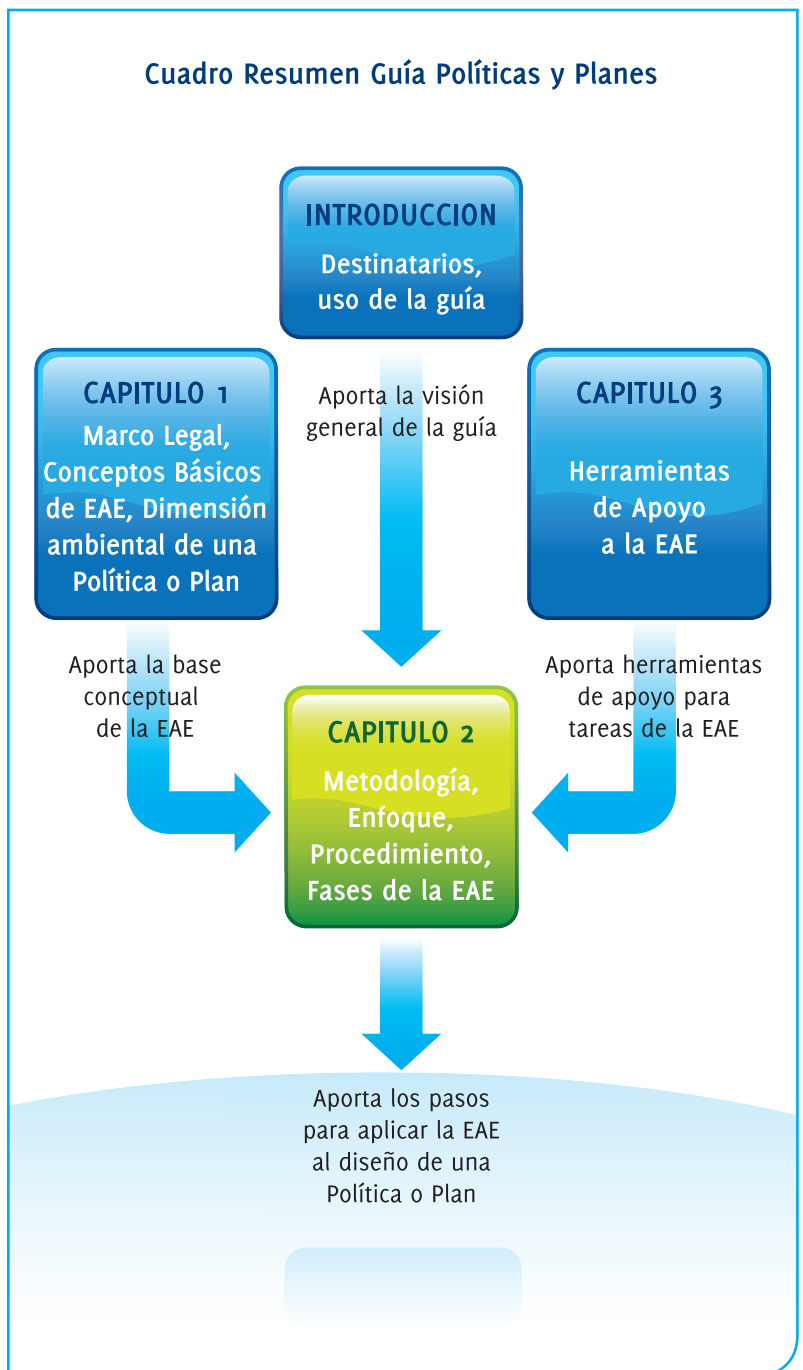 Cuadro Resumen Guía Políticas y Planes
INTRODUCCION
Destinatarios,
uso de la guía
Aporta la visión
general de la guía
CAPITULO 1
Marco Legal,
Conceptos Básicos
de EAE, Dimensión
ambiental de una
Política o Plan
Aporta la base
conceptual
de la EAE
CAPITULO 3
Herramientas
de Apoyo
a la EAE
Aporta herramientas
de apoyo para
tareas de la EAE
CAPITULO 2
Metodología,
Enfoque,
Procedimiento,
Fases de la EAE
Aporta los pasos
para aplicar la EAE
al diseño de una
Política o Plan